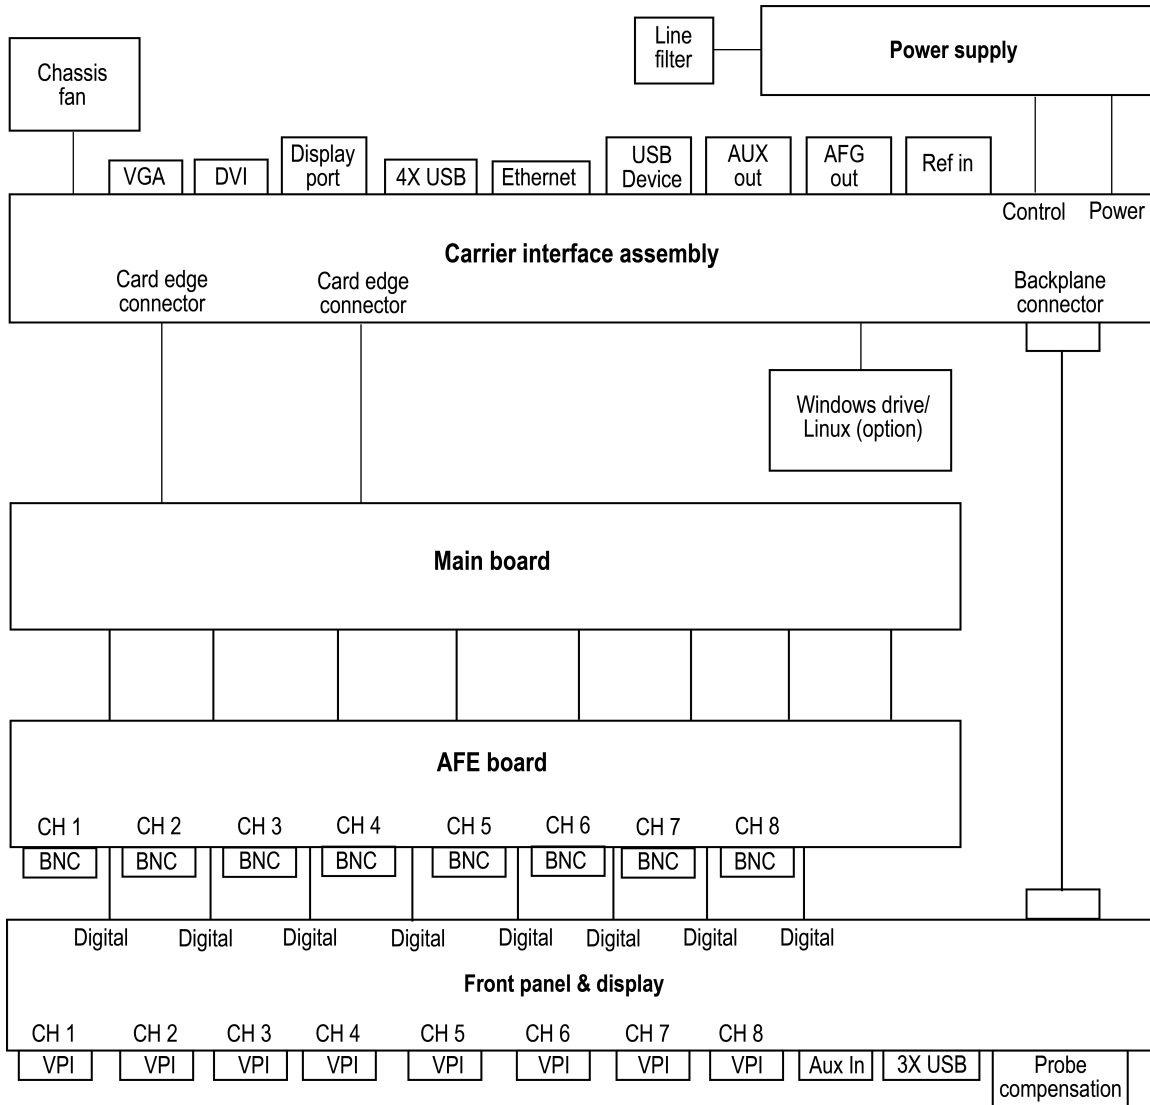 Line
filter
Power supply
Chassis
fan
VGA
DVI
Display
port
4X USB
Ethernet
USB
Device
AUX
out
AFG
out
Ref in
Control
Power
Carrier interface assembly
Card edge
connector
Card edge
connector
Backplane
connector
Windows drive/
Linux (option)
Main board
AFE board
CH 1
CH 2
CH 3
CH 4
CH 5
CH 6
CH 7
CH 8
BNC
BNC
BNC
BNC
BNC
BNC
BNC
BNC
Digital
Digital
Digital
Digital
Digital
Digital
Digital
Digital
Front panel & display
CH 1
CH 2
CH 3
CH 4
CH 5
CH 6
CH 7
CH 8
VPI
VPI
VPI
VPI
VPI
VPI
VPI
VPI
Aux In
3X USB
Probe
compensation